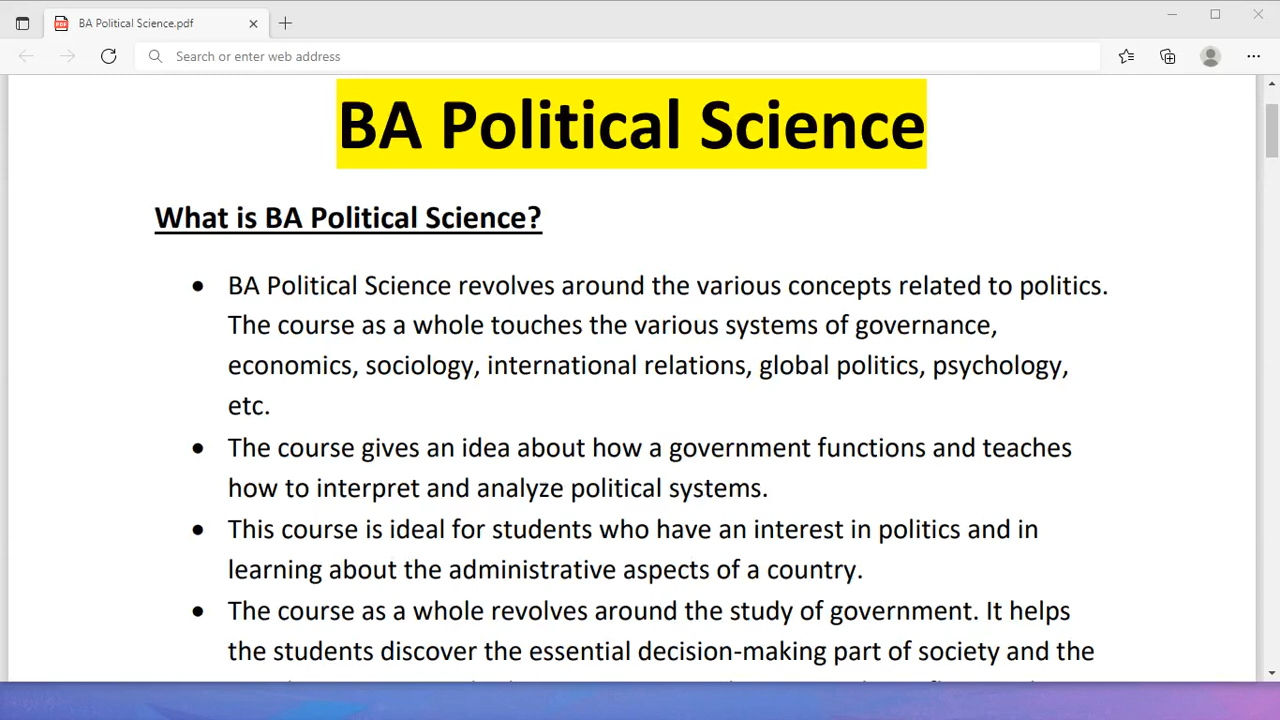 BA Political Science.pdf
Search or enter web address
BA Political Science
What is BA Political Science?
• BA Political Science revolves around the various concepts related to politics.
The course as a whole touches the various systems of governance,
economics, sociology, international relations, global politics, psychology,
etc.
• The course gives an idea about how a government functions and teaches
how to interpret and analyze political systems.
• This course is ideal for students who have an interest in politics and in
learning about the administrative aspects of a country.
• The course as a whole revolves around the study of government. It helps
the students discover the essential decision-making part of society and the